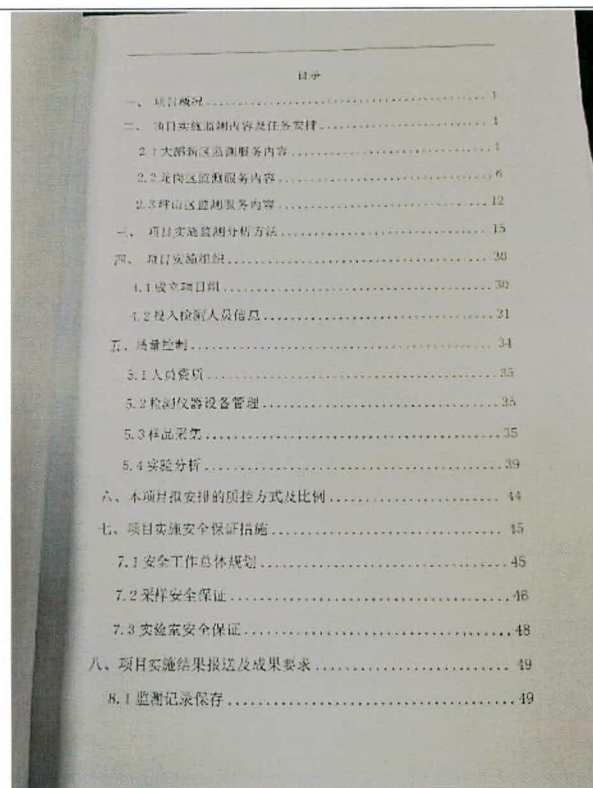 目录
一、 项目概况 1
二、 项目实施监测内容及任务安排 4
2.1大鹏新区监测服务内容 4
2.2龙岗区监测服务内容 6
2.3坪山区监测服务内容 12
三、 项目实施监测分析方法 15
四、 项目实施组织 30
4.1成立项目组 30
4.2投入检测人员信息 31
五、质量控制 34
5.1人员资质 35
5.2检测仪器设备管理 35
5.3样品采集 35
5.4实验分析 39
六、本项目拟安排的质控方式及比例 44
七、项目实施安全保证措施 45
7.1安全工作总体规划 45
7.2采样安全保证 46
7.3实验室安全保证 48
八、项目实施结果报送及成果要求 49
8.1监测记录保存 49